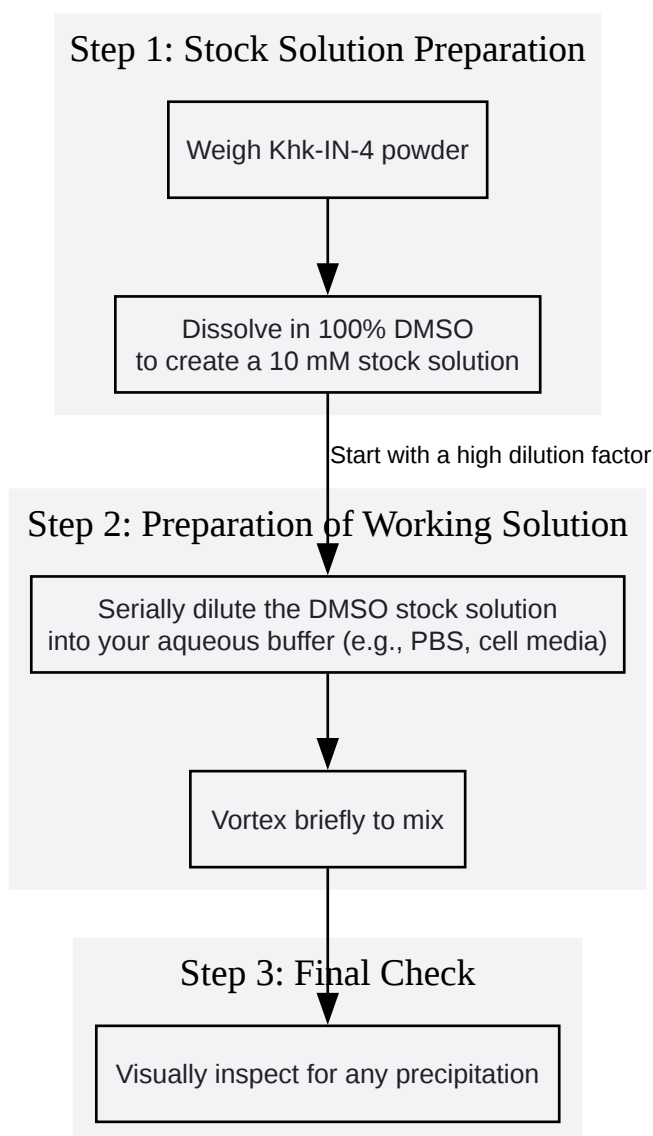 Step 1: Stock Solution Preparation
Weigh Khk-IN-4 powder
Dissolve in 100% DMSO
to create a 10 mM stock solution
Start with a high dilution factor
Step 2: Preparation of Working Solution
Serially dilute the DMSO stock solution
into your aqueous buffer (e.g., PBS, cell media)
Vortex briefly to mix
Step 3: Final Check
Visually inspect for any precipitation